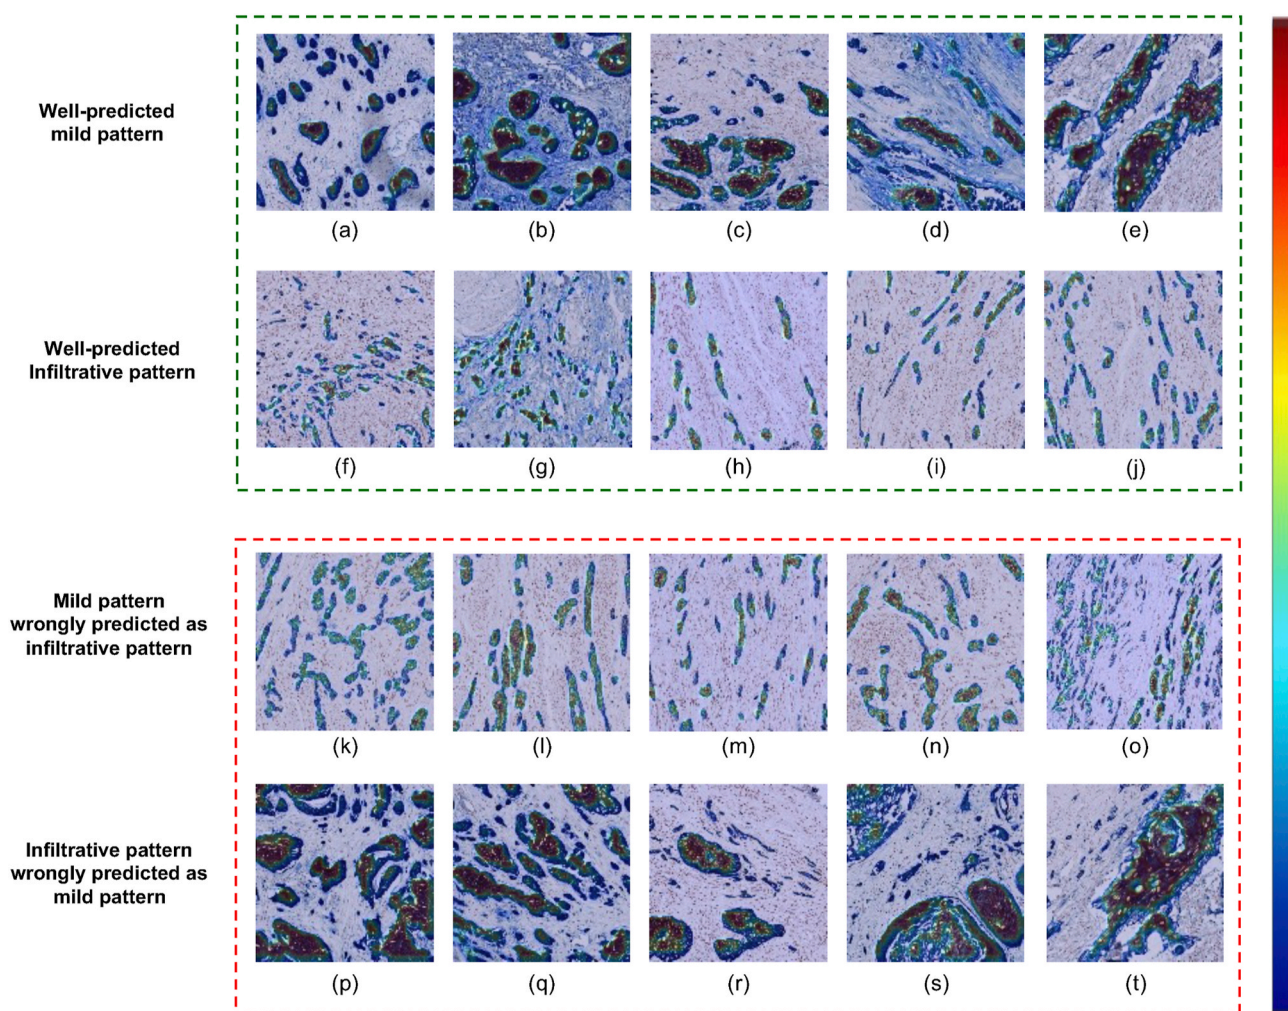 Well-predicted
mild pattern
(a) (b) (c) (d) (e)
Well-predicted
Infiltrative pattern
(f) (g) (h) (i) (j)
Mild pattern
wrongly predicted as
infiltrative pattern
(k) (l) (m) (n) (o)
Infiltrative pattern
wrongly predicted as
mild pattern
(p) (q) (r) (s) (t)